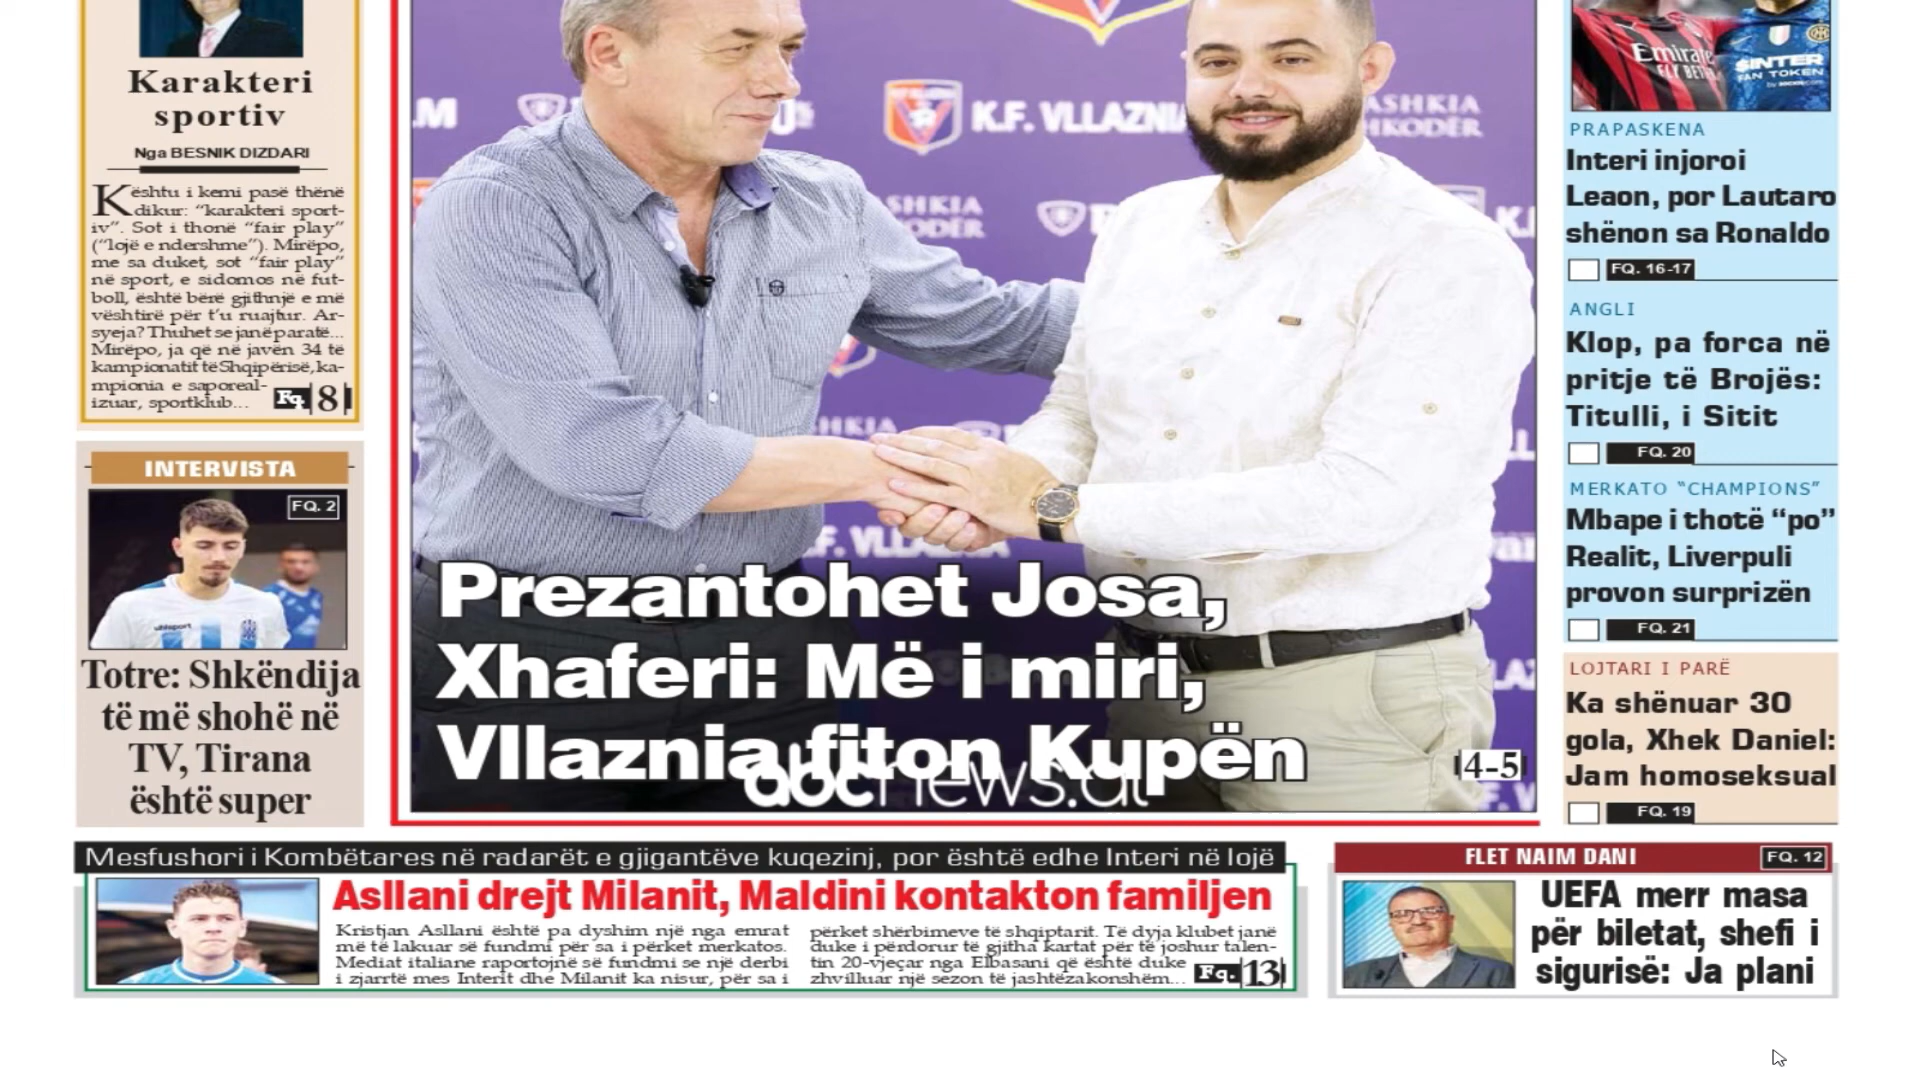 Karakteri
sportiv
Nga BESNIK DIZDARI
Kështu i kemi pasë thënë
dikur: “karakteri sport-
iv”. Sot i thonë “fair play”
(“lojë e ndershme”). Mirëpo,
me sa duket, sot “fair play”
në sport, e sidomos në fut-
boll, është bërë gjithnjë e më
vështirë për t’u ruajtur. Ar-
syeja? Thuhet se janë paratë...
Mirëpo, ja që në javën 34 të
kampionatit të Shqipërisë, ka-
mpionia e saporeal-
izuar, sportklub...
Fq. 8
INTERVISTA
FQ. 2
uhlsport
Totre: Shkëndija
të më shohë në
TV, Tirana
është super
K.F. VLLAZNIA
ASHKIA
HKODËR
SHKIA
ODËR
Prezantohet Josa,
Xhaferi: Më i miri,
Vllaznia fiton Kupën
4-5
abcnews.al
Emirates
FLY BETTER
$INTER
FAN TOKEN
PRAPASKENA
Interi injoroi
Leaon, por Lautaro
shënon sa Ronaldo
FQ. 16-17
ANGLI
Klop, pa forca në
pritje të Brojës:
Titulli, i Sitit
FQ. 20
MERKATO “CHAMPIONS”
Mbape i thotë “po”
Realit, Liverpuli
provon surprizën
FQ. 21
LOJTARI I PARË
Ka shënuar 30
gola, Xhek Daniel:
Jam homoseksual
FQ. 19
Mesfushori i Kombëtares në radarët e gjigantëve kuqezinj, por është edhe Interi në lojë
Asllani drejt Milanit, Maldini kontakton familjen
Kristjan Asllani është pa dyshim një nga emrat
më të lakuar së fundmi për sa i përket merkatos.
Mediat italiane raportojnë së fundmi se një derbi
i zjarrtë mes Interit dhe Milanit ka nisur, për sa i
përket shërbimeve të shqiptarit. Të dyja klubet janë
duke i përdorur të gjitha kartat për të joshur talen-
tin 20-vjeçar nga Elbasani që është duke
zhvilluar një sezon të jashtëzakonshëm...
Fq. 13
FLET NAIM DANI
FQ. 12
UEFA merr masa
për biletat, shefi i
sigurisë: Ja plani